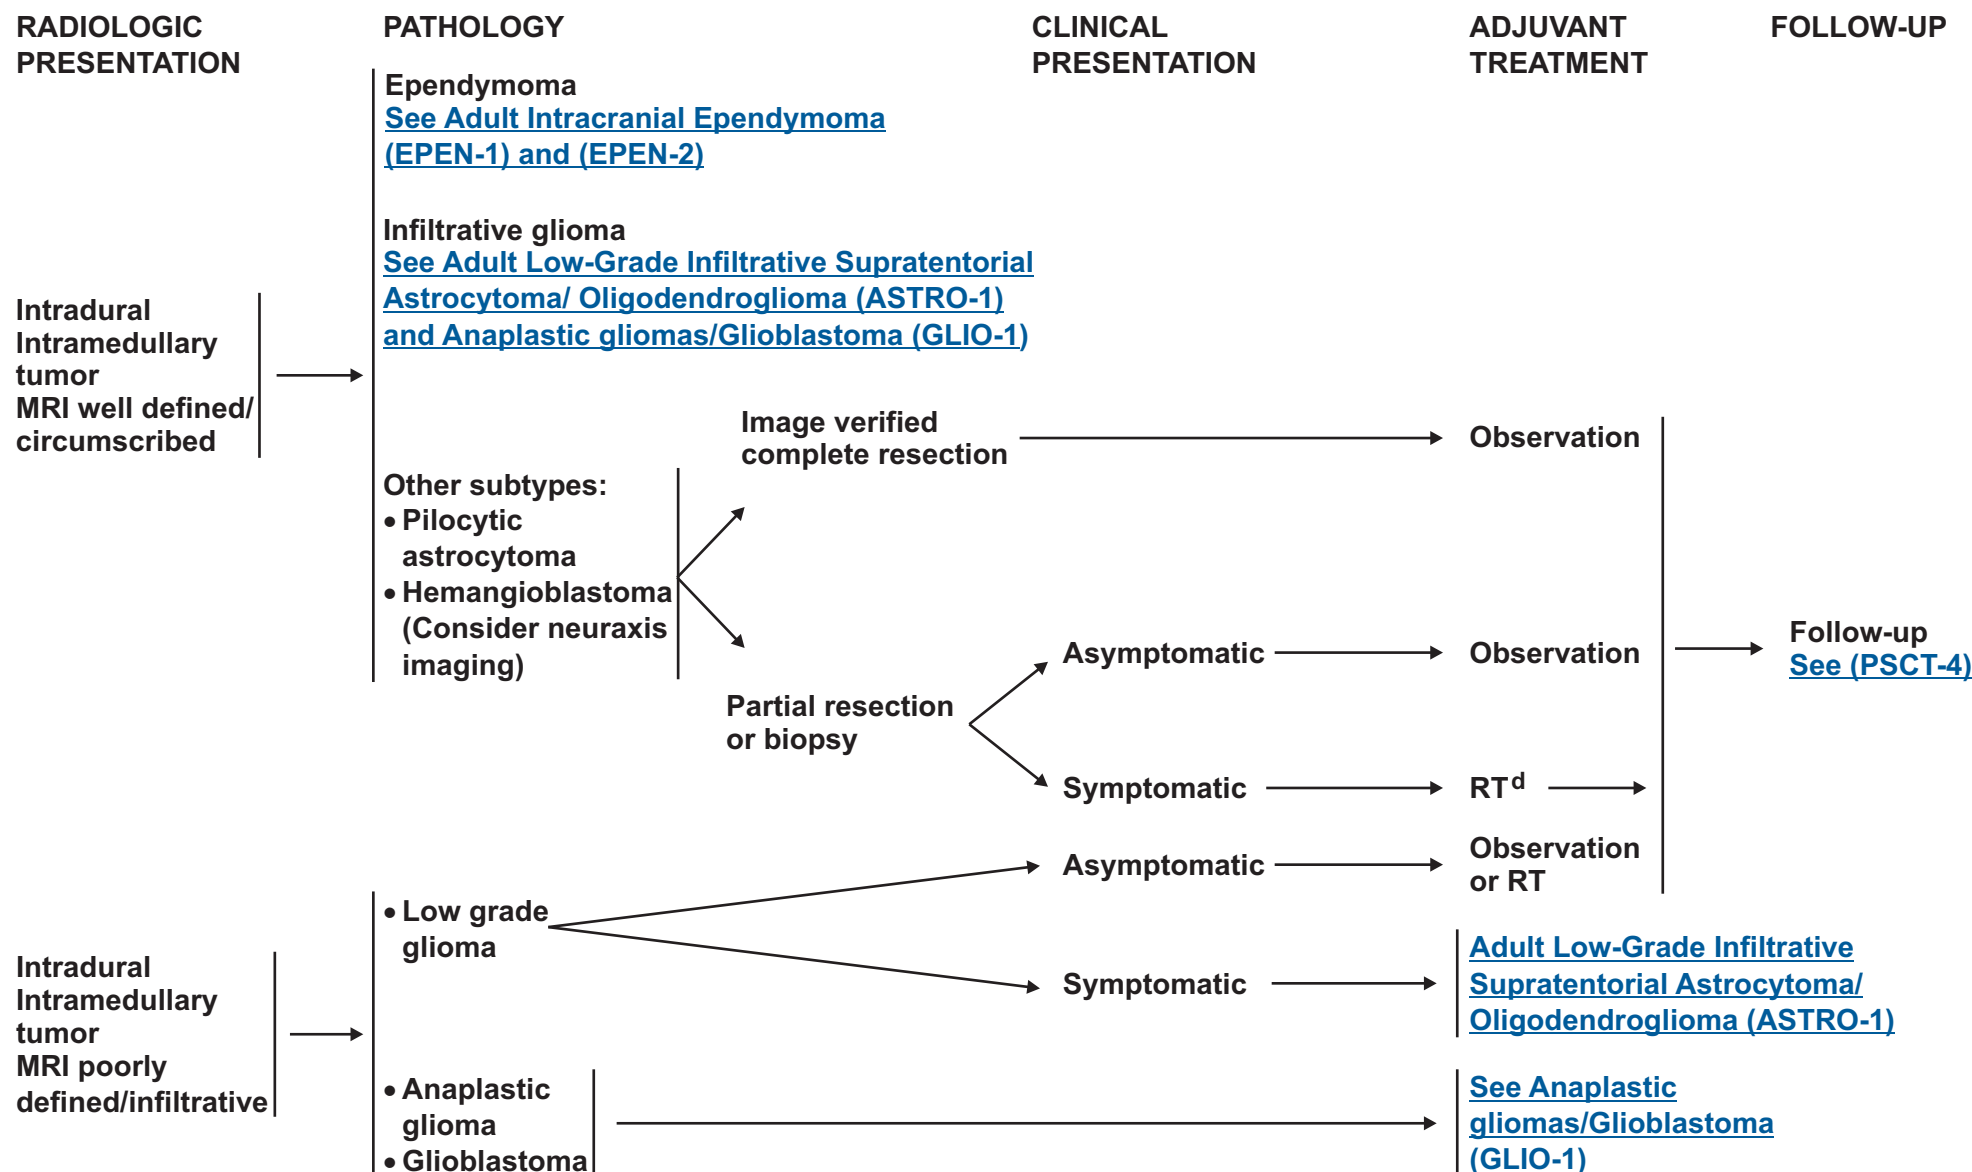 RADIOLOGIC
PRESENTATION
PATHOLOGY
CLINICAL
PRESENTATION
ADJUVANT
TREATMENT
FOLLOW-UP
Ependymoma
See Adult Intracranial Ependymoma
(EPEN-1) and (EPEN-2)
Infiltrative glioma
See Adult Low-Grade Infiltrative Supratentorial
Astrocytoma/ Oligodendroglioma (ASTRO-1)
and Anaplastic gliomas/Glioblastoma (GLIO-1)
Intradural
Intramedullary
tumor
MRI well defined/
circumscribed
Other subtypes:
• Pilocytic
astrocytoma
• Hemangioblastoma
(Consider neuraxis
imaging)
Image verified
complete resection
Observation
Partial resection
or biopsy
Asymptomatic
Observation
Symptomatic
RT d
Follow-up
See (PSCT-4)
Intradural
Intramedullary
tumor
MRI poorly
defined/infiltrative
• Low grade
glioma
Asymptomatic
Observation
or RT
Symptomatic
Adult Low-Grade Infiltrative
Supratentorial Astrocytoma/
Oligodendroglioma (ASTRO-1)
• Anaplastic
glioma
• Glioblastoma
See Anaplastic
gliomas/Glioblastoma
(GLIO-1)